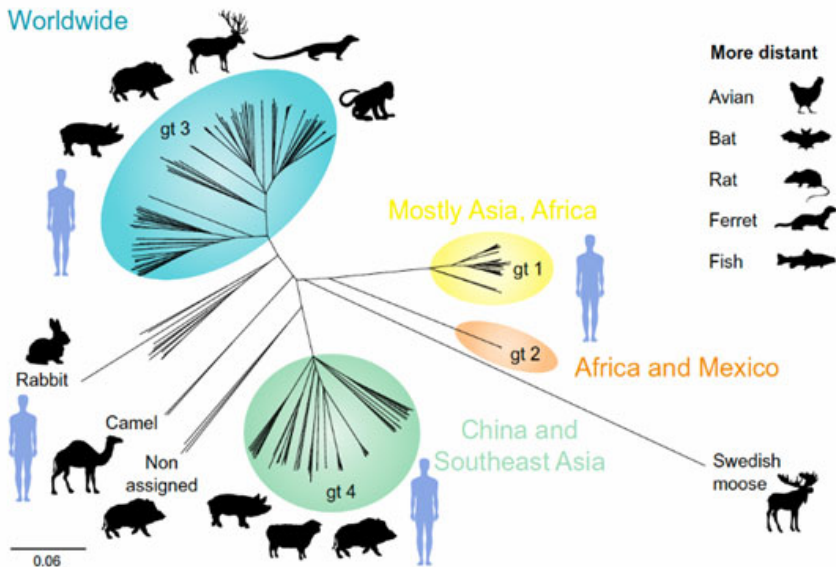 Worldwide
gt 3
More distant
Avian
Bat
Rat
Ferret
Fish
Mostly Asia, Africa
gt 1
gt 2
Africa and Mexico
Rabbit
Camel
Non
assigned
gt 4
China and
Southeast Asia
Swedish
moose
0.06